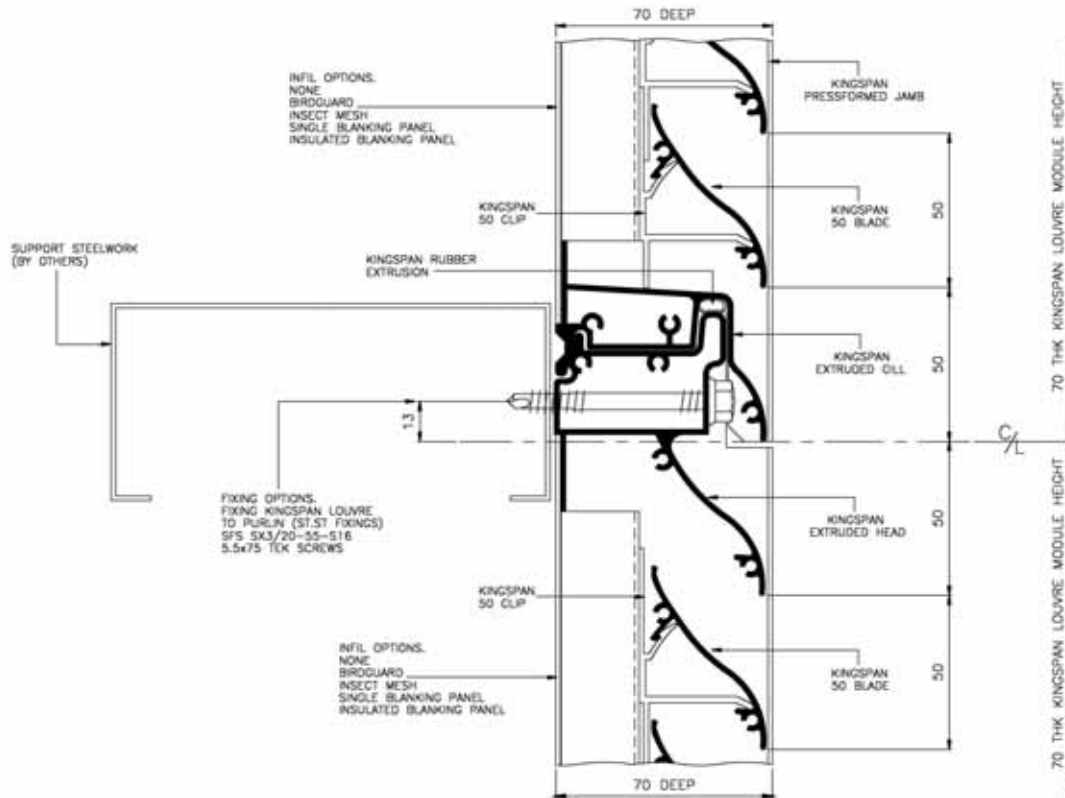 70 DEEP
INFIL OPTIONS.
NONE
BIRDGUARD
INSECT MESH
SINGLE BLANKING PANEL
INSULATED BLANKING PANEL
KINGSPAN
PRESSFORMED JAMB
70 THK KINGSPAN LOUVRE MODULE HEIGHT
50
KINGSPAN
50 CLIP
KINGSPAN
50 BLADE
SUPPORT STEELWORK
(BY OTHERS)
KINGSPAN RUBBER
EXTRUSION
50
KINGSPAN
EXTRUDED CILL
13
C/L
FIXING OPTIONS.
FIXING KINGSPAN LOUVRE
TO PURLIN (ST.ST FIXINGS)
SFS SX3/20-55-S16
5.5x75 TEK SCREWS
50
KINGSPAN
EXTRUDED HEAD
70 THK KINGSPAN LOUVRE MODULE HEIGHT
KINGSPAN
50 CLIP
INFIL OPTIONS.
NONE
BIRDGUARD
INSECT MESH
SINGLE BLANKING PANEL
INSULATED BLANKING PANEL
KINGSPAN
50 BLADE
50
70 DEEP